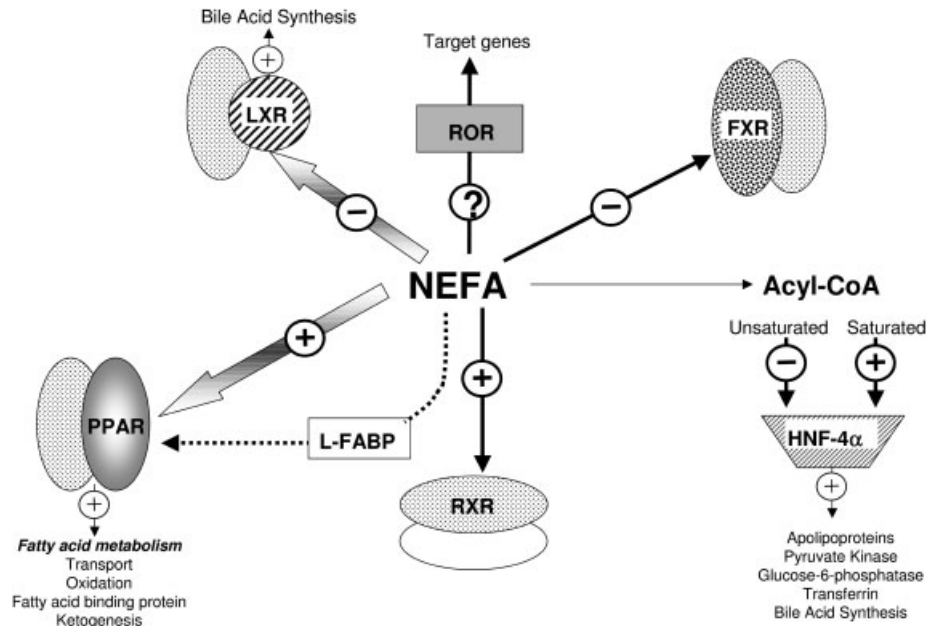 Bile Acid Synthesis
+
LXR
Target genes
ROR
?
FXR
−
−
NEFA
Acyl-CoA
Unsaturated
Saturated
−
+
HNF-4α
+
Apolipoproteins
Pyruvate Kinase
Glucose-6-phosphatase
Transferrin
Bile Acid Synthesis
+
PPAR
L-FABP
+
RXR
+
Fatty acid metabolism
Transport
Oxidation
Fatty acid binding protein
Ketogenesis